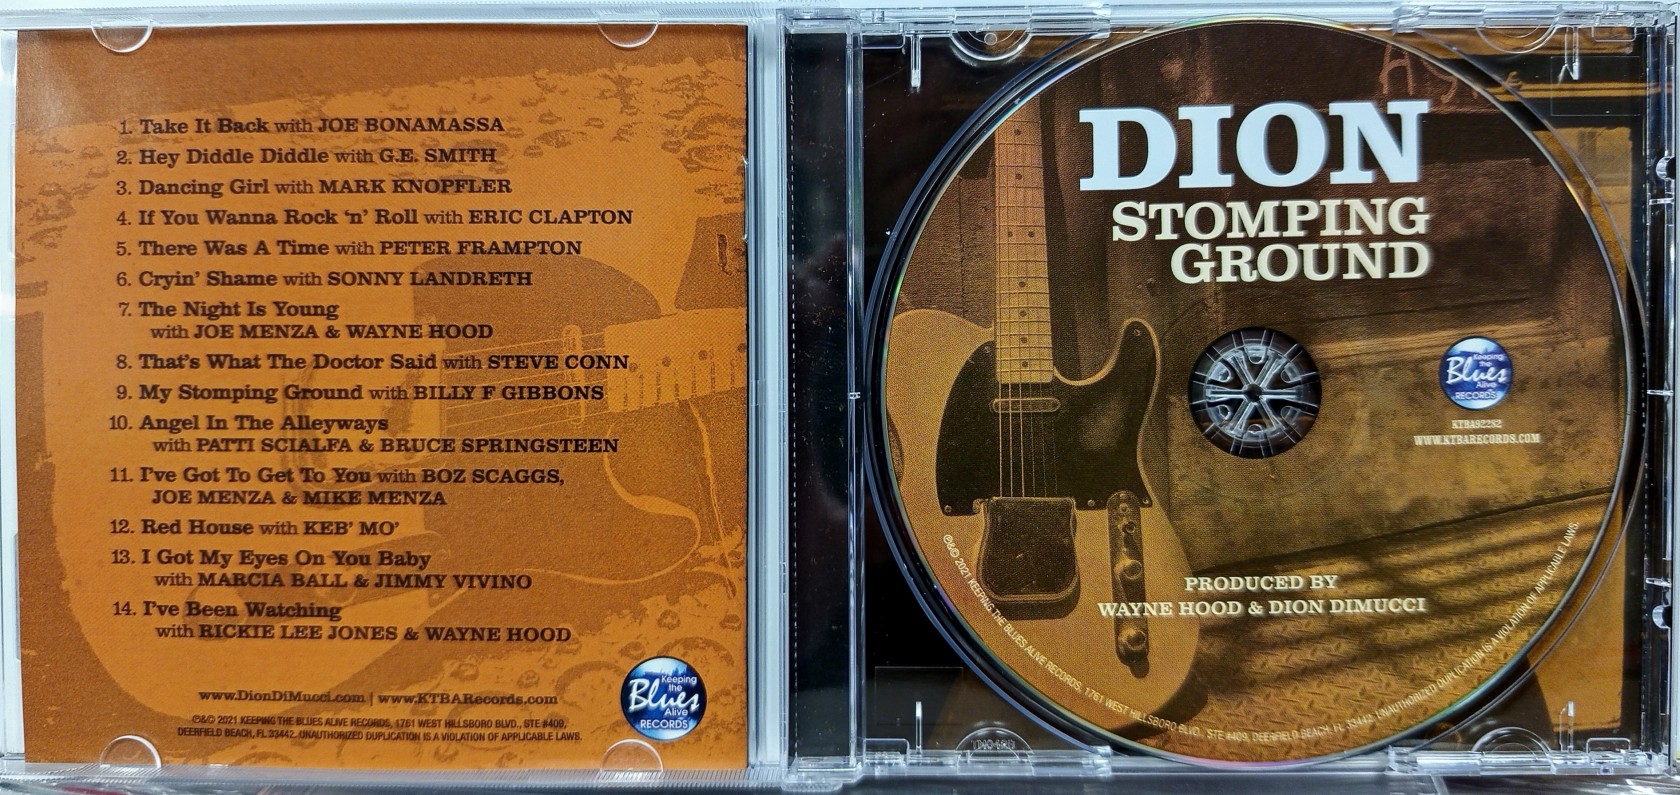 1. Take It Back with JOE BONAMASSA
2. Hey Diddle Diddle with G.E. SMITH
3. Dancing Girl with MARK KNOPFLER
4. If You Wanna Rock ‘n’ Roll with ERIC CLAPTON
5. There Was A Time with PETER FRAMPTON
6. Cryin’ Shame with SONNY LANDRETH
7. The Night Is Young
with JOE MENZA & WAYNE HOOD
8. That’s What The Doctor Said with STEVE CONN
9. My Stomping Ground with BILLY F GIBBONS
10. Angel In The Alleyways
with PATTI SCIALFA & BRUCE SPRINGSTEEN
11. I’ve Got To Get To You with BOZ SCAGGS,
JOE MENZA & MIKE MENZA
12. Red House with KEB’ MO’
13. I Got My Eyes On You Baby
with MARCIA BALL & JIMMY VIVINO
14. I’ve Been Watching
with RICKIE LEE JONES & WAYNE HOOD
www.DionDiMucci.com | www.KTBARecords.com
℗&© 2021 KEEPING THE BLUES ALIVE RECORDS, 1761 WEST HILLSBORO BLVD., STE #409,
DEERFIELD BEACH, FL 33442. UNAUTHORIZED DUPLICATION IS A VIOLATION OF APPLICABLE LAWS.
Keeping
the
Blues
Alive
RECORDS
DION
STOMPING
GROUND
Keeping
the
Blues
Alive
RECORDS
KTBA92282
WWW.KTBARECORDS.COM
PRODUCED BY
WAYNE HOOD & DION DIMUCCI
℗&© 2021 KEEPING THE BLUES ALIVE RECORDS, 1761 WEST HILLSBORO BLVD., STE #409, DEERFIELD BEACH, FL 33442. UNAUTHORIZED DUPLICATION IS A VIOLATION OF APPLICABLE LAWS.